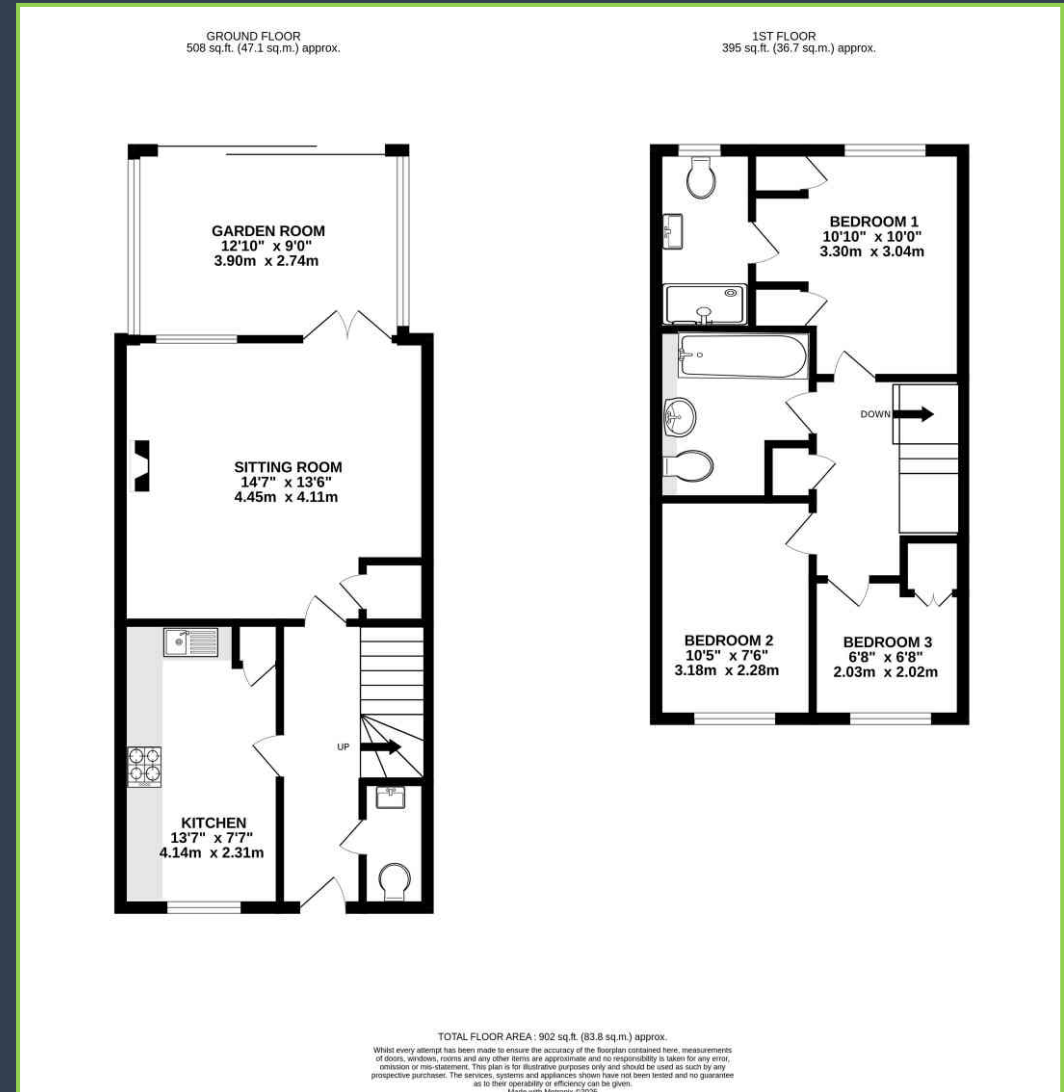 GROUND FLOOR
508 sq.ft. (47.1 sq.m.) approx.
1ST FLOOR
395 sq.ft. (36.7 sq.m.) approx.
GARDEN ROOM
12'10" x 9'0"
3.90m x 2.74m
SITTING ROOM
14'7" x 13'6"
4.45m x 4.11m
UP
KITCHEN
13'7" x 7'7"
4.14m x 2.31m
BEDROOM 1
10'10" x 10'0"
3.30m x 3.04m
DOWN
BEDROOM 2
10'5" x 7'6"
3.18m x 2.28m
BEDROOM 3
6'8" x 6'8"
2.03m x 2.02m
TOTAL FLOOR AREA : 902 sq.ft. (83.8 sq.m.) approx.
Whilst every attempt has been made to ensure the accuracy of the floorplan contained here, measurements
of doors, windows, rooms and any other items are approximate and no responsibility is taken for any error,
omission or mis-statement. This plan is for illustrative purposes only and should be used as such by any
prospective purchaser. The services, systems and appliances shown have not been tested and no guarantee
as to their operability or efficiency can be given.
Made with Metropix ©2025